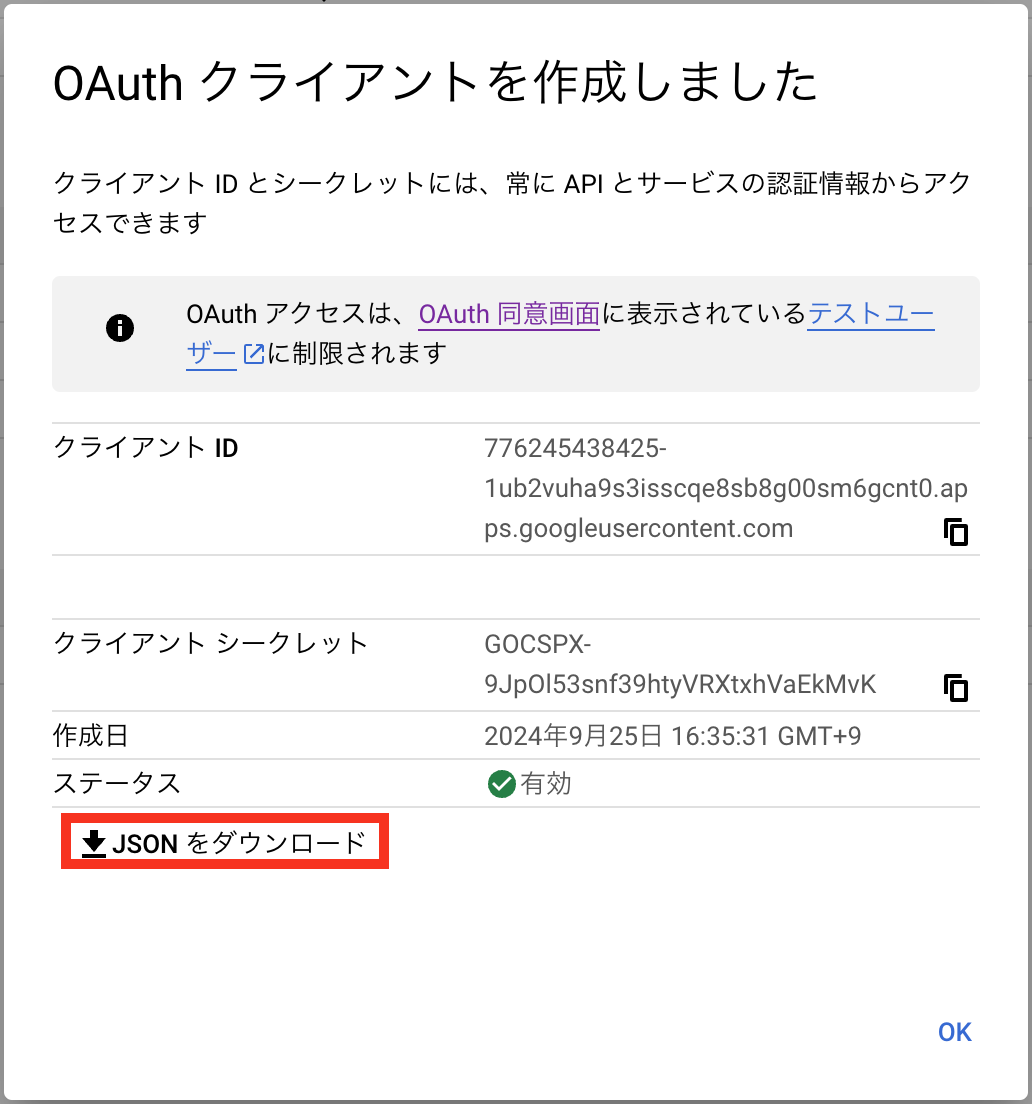 OAuth クライアントを作成しました
クライアント ID とシークレットには、常に API とサービスの認証情報からアク
セスできます
OAuth アクセスは、OAuth 同意画面に表示されているテストユー
ザーに制限されます
クライアント ID
776245438425-
1ub2vuha9s3isscqe8sb8g00sm6gcnt0.ap
ps.googleusercontent.com
クライアント シークレット
GOCSPX-
9JpOl53snf39htyVRXtxhVaEkMvK
作成日
2024年9月25日 16:35:31 GMT+9
ステータス
有効
JSON をダウンロード
OK